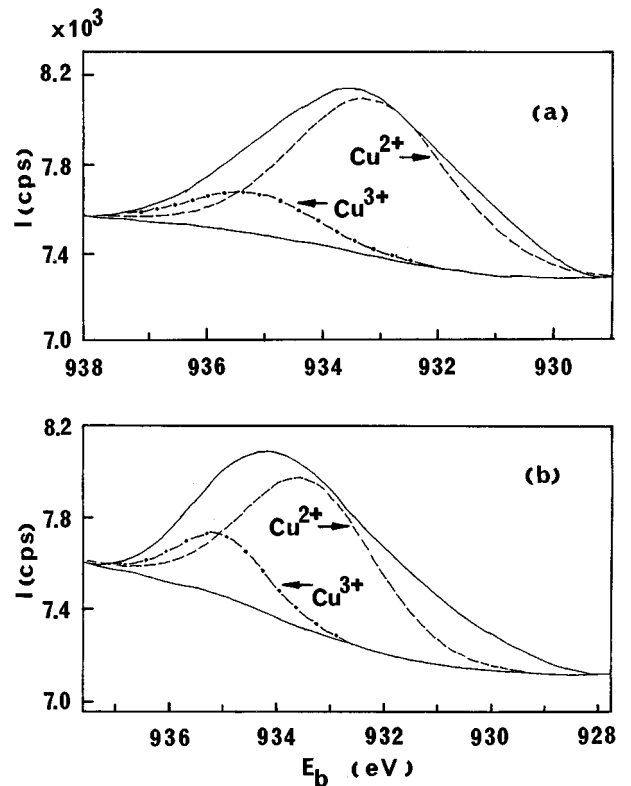 ×10³
8.2
7.8
7.4
7.0
I(cps)
(a)
Cu²⁺
Cu³⁺
938 936 934 932 930
8.2
7.8
7.4
7.0
I(cps)
(b)
Cu²⁺
Cu³⁺
936 934 932 930 928
E_b (eV)